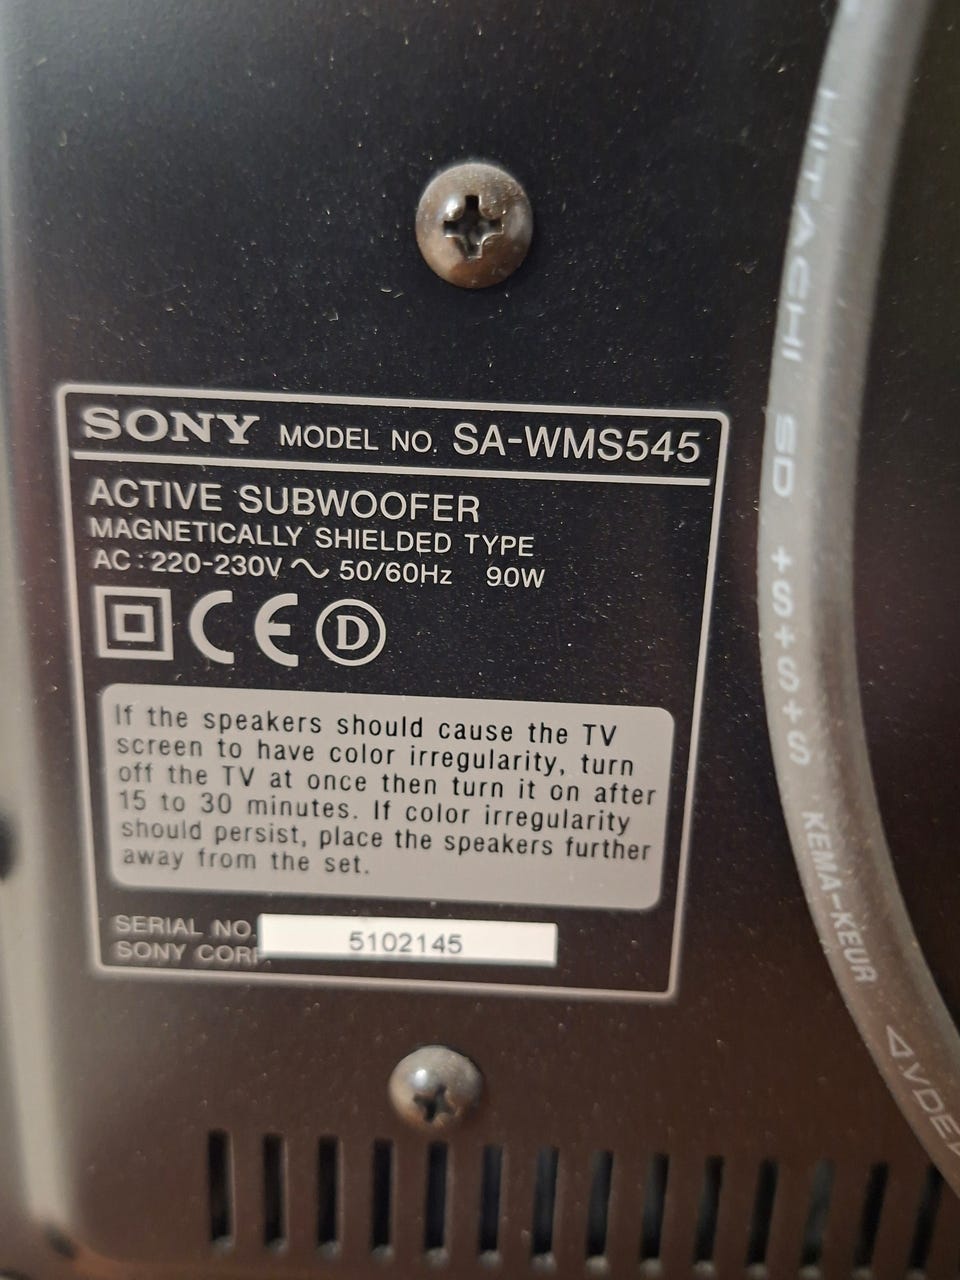 SONY MODEL NO. SA-WMS545
ACTIVE SUBWOOFER
MAGNETICALLY SHIELDED TYPE
AC : 220-230V ~ 50/60Hz 90W
CE D
If the speakers should cause the TV
screen to have color irregularity, turn
off the TV at once then turn it on after
15 to 30 minutes. If color irregularity
should persist, place the speakers further
away from the set.
SERIAL NO. 5102145
SONY CORP.
HITACHI SD +S+S+S KEMA-KEUR VDE